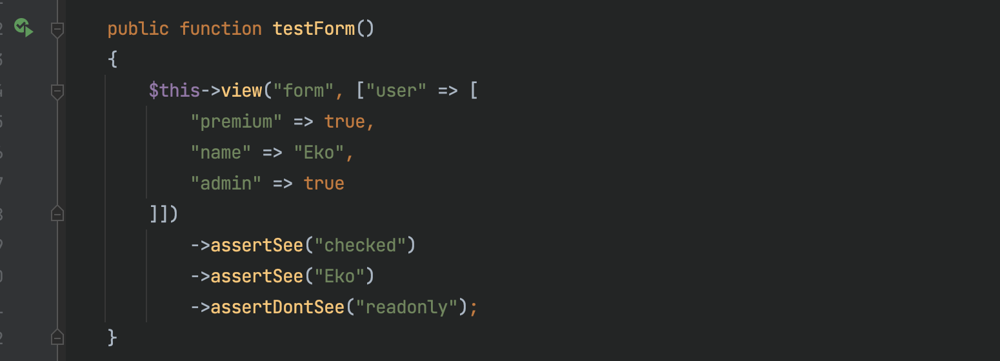 public function testForm()
{
$this->view("form", ["user" => [
"premium" => true,
"name" => "Eko",
"admin" => true
]])
->assertSee("checked")
->assertSee("Eko")
->assertDontSee("readonly");
}